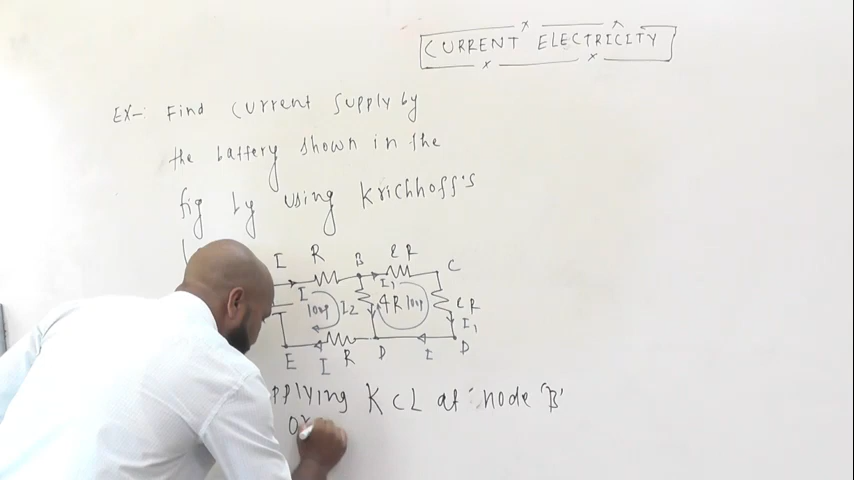 CURRENT ELECTRICITY
EX-: Find current supply by
the battery shown in the
fig by using Krichhoff's
I R B 2R C
I loop I2 I1 4R loop 2R I1
E I R D I D
pplying KCL at node 'B'